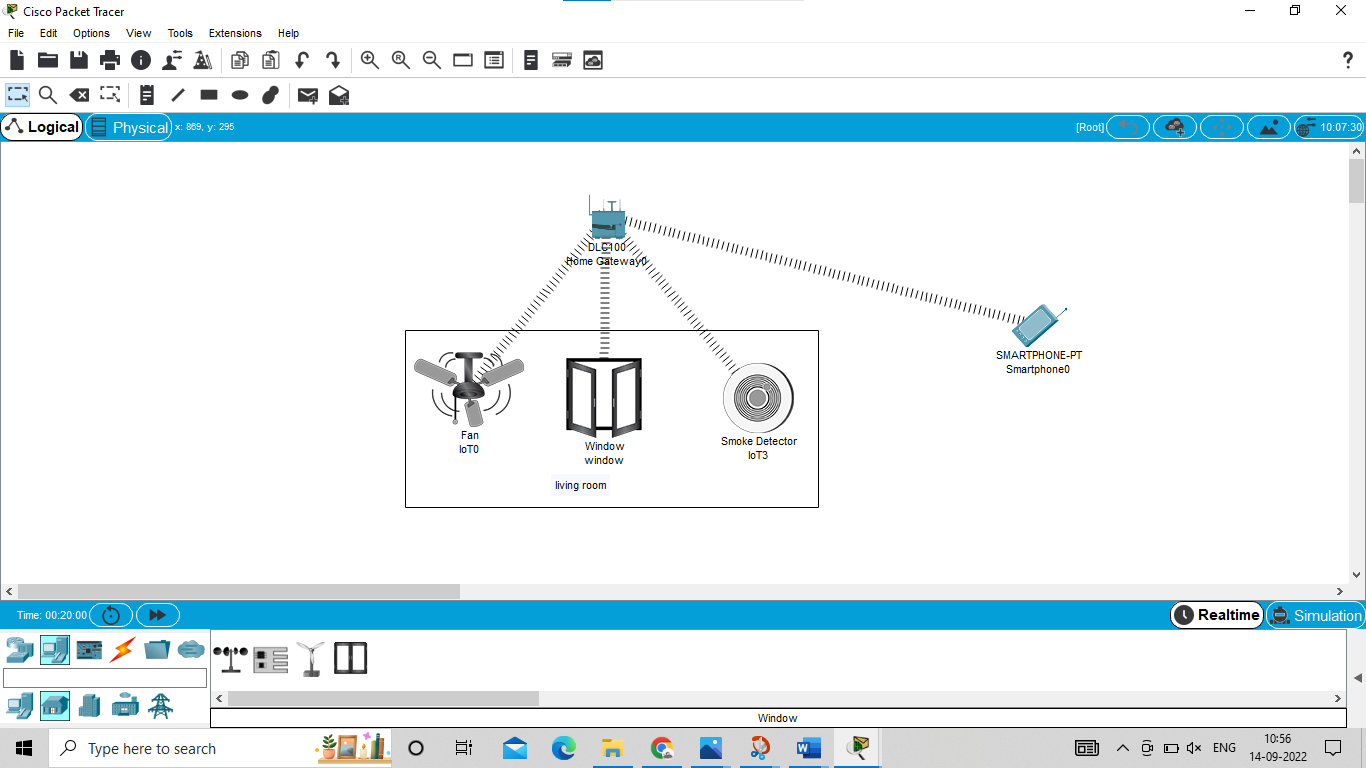 Cisco Packet Tracer
File Edit Options View Tools Extensions Help
Logical Physical x: 869, y: 295 [Root] 10:07:30
DLC100
Home Gateway0
SMARTPHONE-PT
Smartphone0
Fan
IoT0
Window
window
Smoke Detector
IoT3
living room
Time: 00:20:00 Realtime Simulation
Window
Type here to search
ENG
10:56
14-09-2022